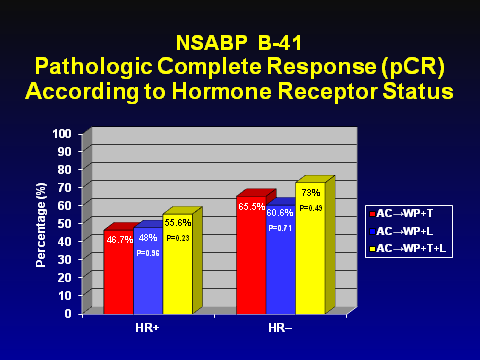 NSABP B-41
Pathologic Complete Response (pCR)
According to Hormone Receptor Status
Percentage (%)
100
90
80
70
60
50
40
30
20
10
0
46.7%
48%
P=0.96
55.6%
P=0.23
65.5%
60.6%
P=0.71
73%
P=0.49
HR+
HR–
AC→WP+T
AC→WP+L
AC→WP+T+L